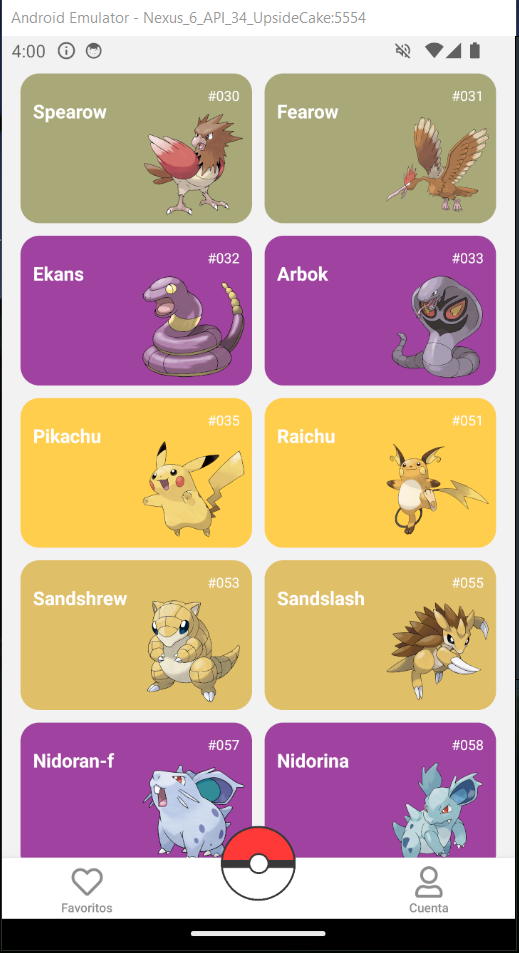 Android Emulator - Nexus_6_API_34_UpsideCake:5554
4:00
#030
Spearow
#031
Fearow
#032
Ekans
#033
Arbok
#035
Pikachu
#051
Raichu
#053
Sandshrew
#055
Sandslash
#057
Nidoran-f
#058
Nidorina
Favoritos
Cuenta